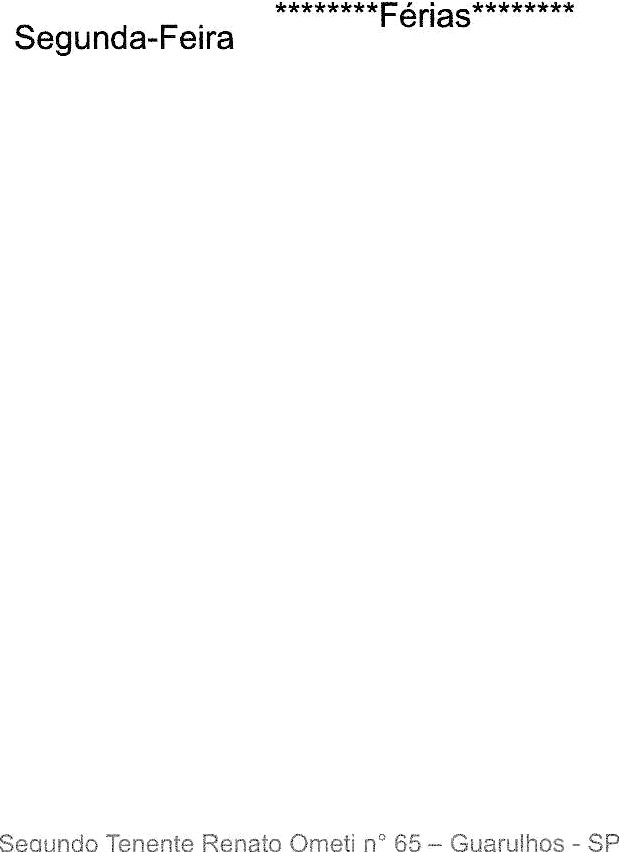 ********Férias********
Segunda-Feira
Segundo Tenente Renato Ometi n° 65 – Guarulhos - SP